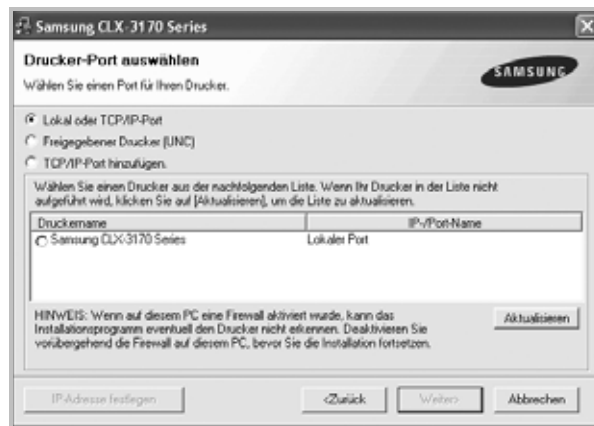 Samsung CLX-3170 Series
Drucker-Port auswählen
Wählen Sie einen Port für Ihren Drucker.
SAMSUNG
Lokal oder TCP/IP-Port
Freigegebener Drucker (UNC)
TCP/IP-Port hinzufügen.
Wählen Sie einen Drucker aus der nachfolgenden Liste. Wenn Ihr Drucker in der Liste nicht
aufgeführt wird, klicken Sie auf [Aktualisieren], um die Liste zu aktualisieren.
Druckername IP-/Port-Name
Samsung CLX-3170 Series Lokaler Port
HINWEIS: Wenn auf diesem PC eine Firewall aktiviert wurde, kann das
Installationsprogramm eventuell den Drucker nicht erkennen. Deaktivieren Sie
vorübergehend die Firewall auf diesem PC, bevor Sie die Installation fortsetzen.
Aktualisieren
IP-Adresse festlegen <Zurück Weiter> Abbrechen